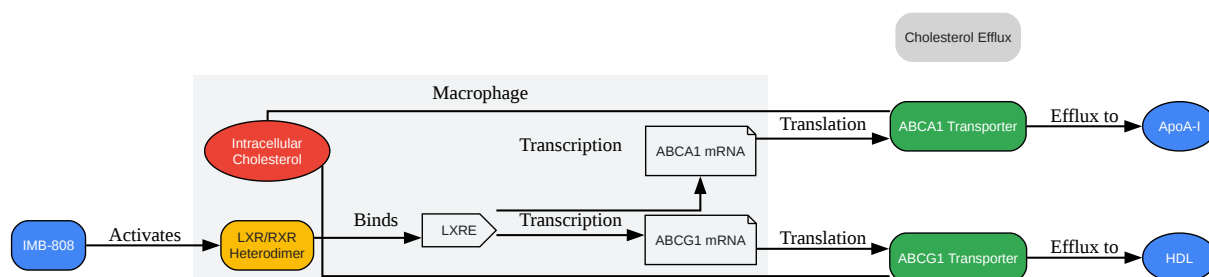 Cholesterol Efflux
Macrophage
Intracellular
Cholesterol
Transcription
ABCA1 mRNA
Translation
ABCA1 Transporter
Efflux to
ApoA-I
IMB-808
Activates
LXR/RXR
Heterodimer
Binds
LXRE
Transcription
ABCG1 mRNA
Translation
ABCG1 Transporter
Efflux to
HDL